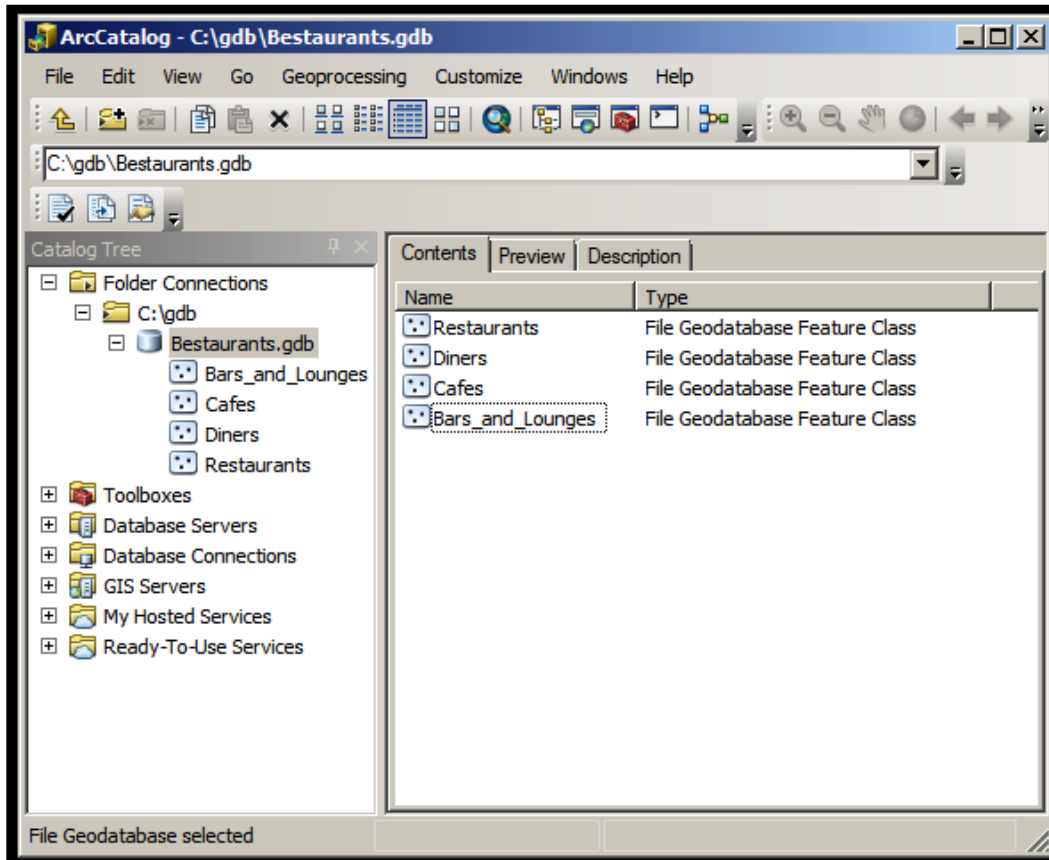 ArcCatalog - C:\gdb\Bestaurants.gdb
File Edit View Go Geoprocessing Customize Windows Help
C:\gdb\Bestaurants.gdb
Catalog Tree
Folder Connections
C:\gdb
Bestaurants.gdb
Bars_and_Lounges
Cafes
Diners
Restaurants
Toolboxes
Database Servers
Database Connections
GIS Servers
My Hosted Services
Ready-To-Use Services
Contents Preview Description
Name Type
Restaurants File Geodatabase Feature Class
Diners File Geodatabase Feature Class
Cafes File Geodatabase Feature Class
Bars_and_Lounges File Geodatabase Feature Class
File Geodatabase selected